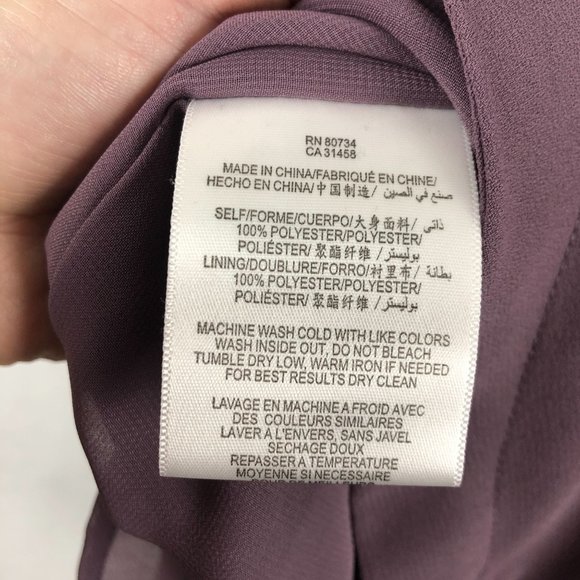 RN 80734
CA 31458
MADE IN CHINA/FABRIQUÉ EN CHINE/
HECHO EN CHINA/中国制造/ صنع في الصين
SELF/FORME/CUERPO/大身面料/ ذاتى
100% POLYESTER/POLYESTER/
POLIÉSTER/ 聚酯纤维 /بوليستر
LINING/DOUBLURE/FORRO/衬里布/ بطانة
100% POLYESTER/POLYESTER/
POLIÉSTER/ 聚酯纤维 /بوليستر
MACHINE WASH COLD WITH LIKE COLORS
WASH INSIDE OUT, DO NOT BLEACH
TUMBLE DRY LOW, WARM IRON IF NEEDED
FOR BEST RESULTS DRY CLEAN
LAVAGE EN MACHINE A FROID AVEC
DES COULEURS SIMILAIRES
LAVER A L'ENVERS, SANS JAVEL
SECHAGE DOUX
REPASSER A TEMPERATURE
MOYENNE SI NECESSAIRE